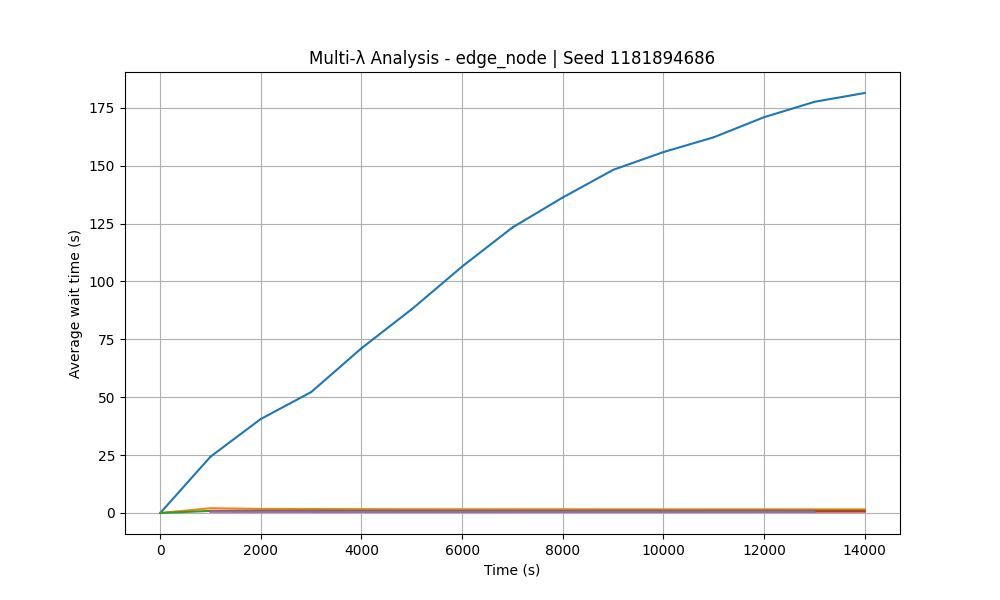 Multi-λ Analysis - edge_node | Seed 1181894686
175
150
125
100
75
50
25
0
Average wait time (s)
0 2000 4000 6000 8000 10000 12000 14000
Time (s)